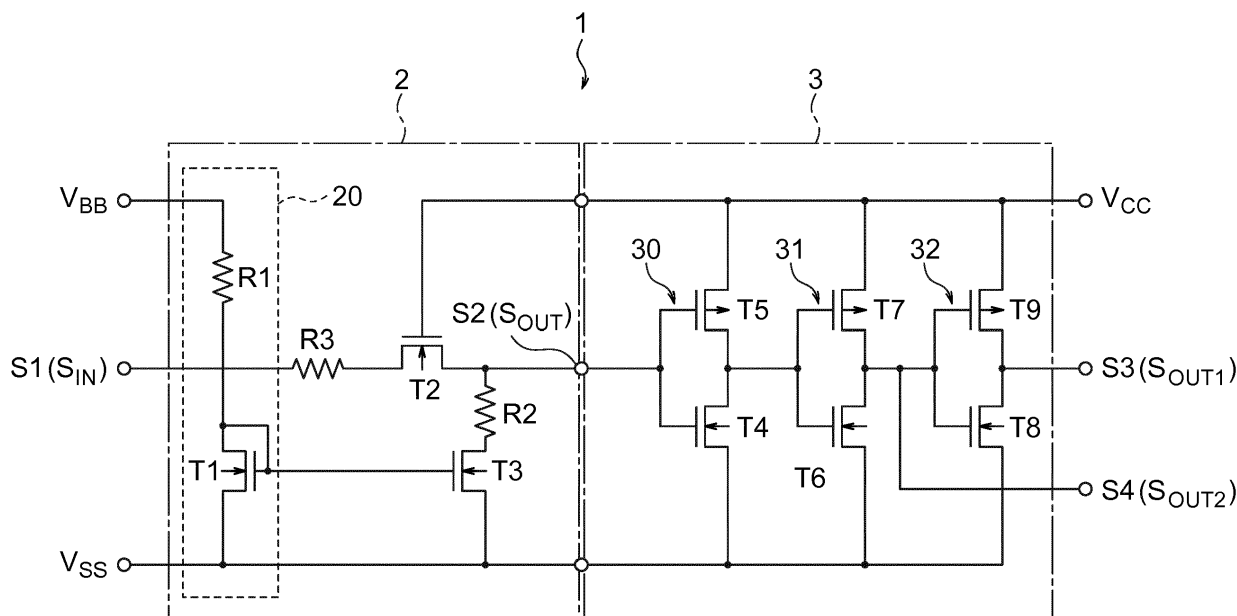 1
2
3
V_BB
20
V_CC
R1
30
31
32
S2(S_OUT)
T5
T7
T9
R3
S1(S_IN)
T2
S3(S_OUT1)
R2
T4
T8
T1
T3
T6
S4(S_OUT2)
V_SS